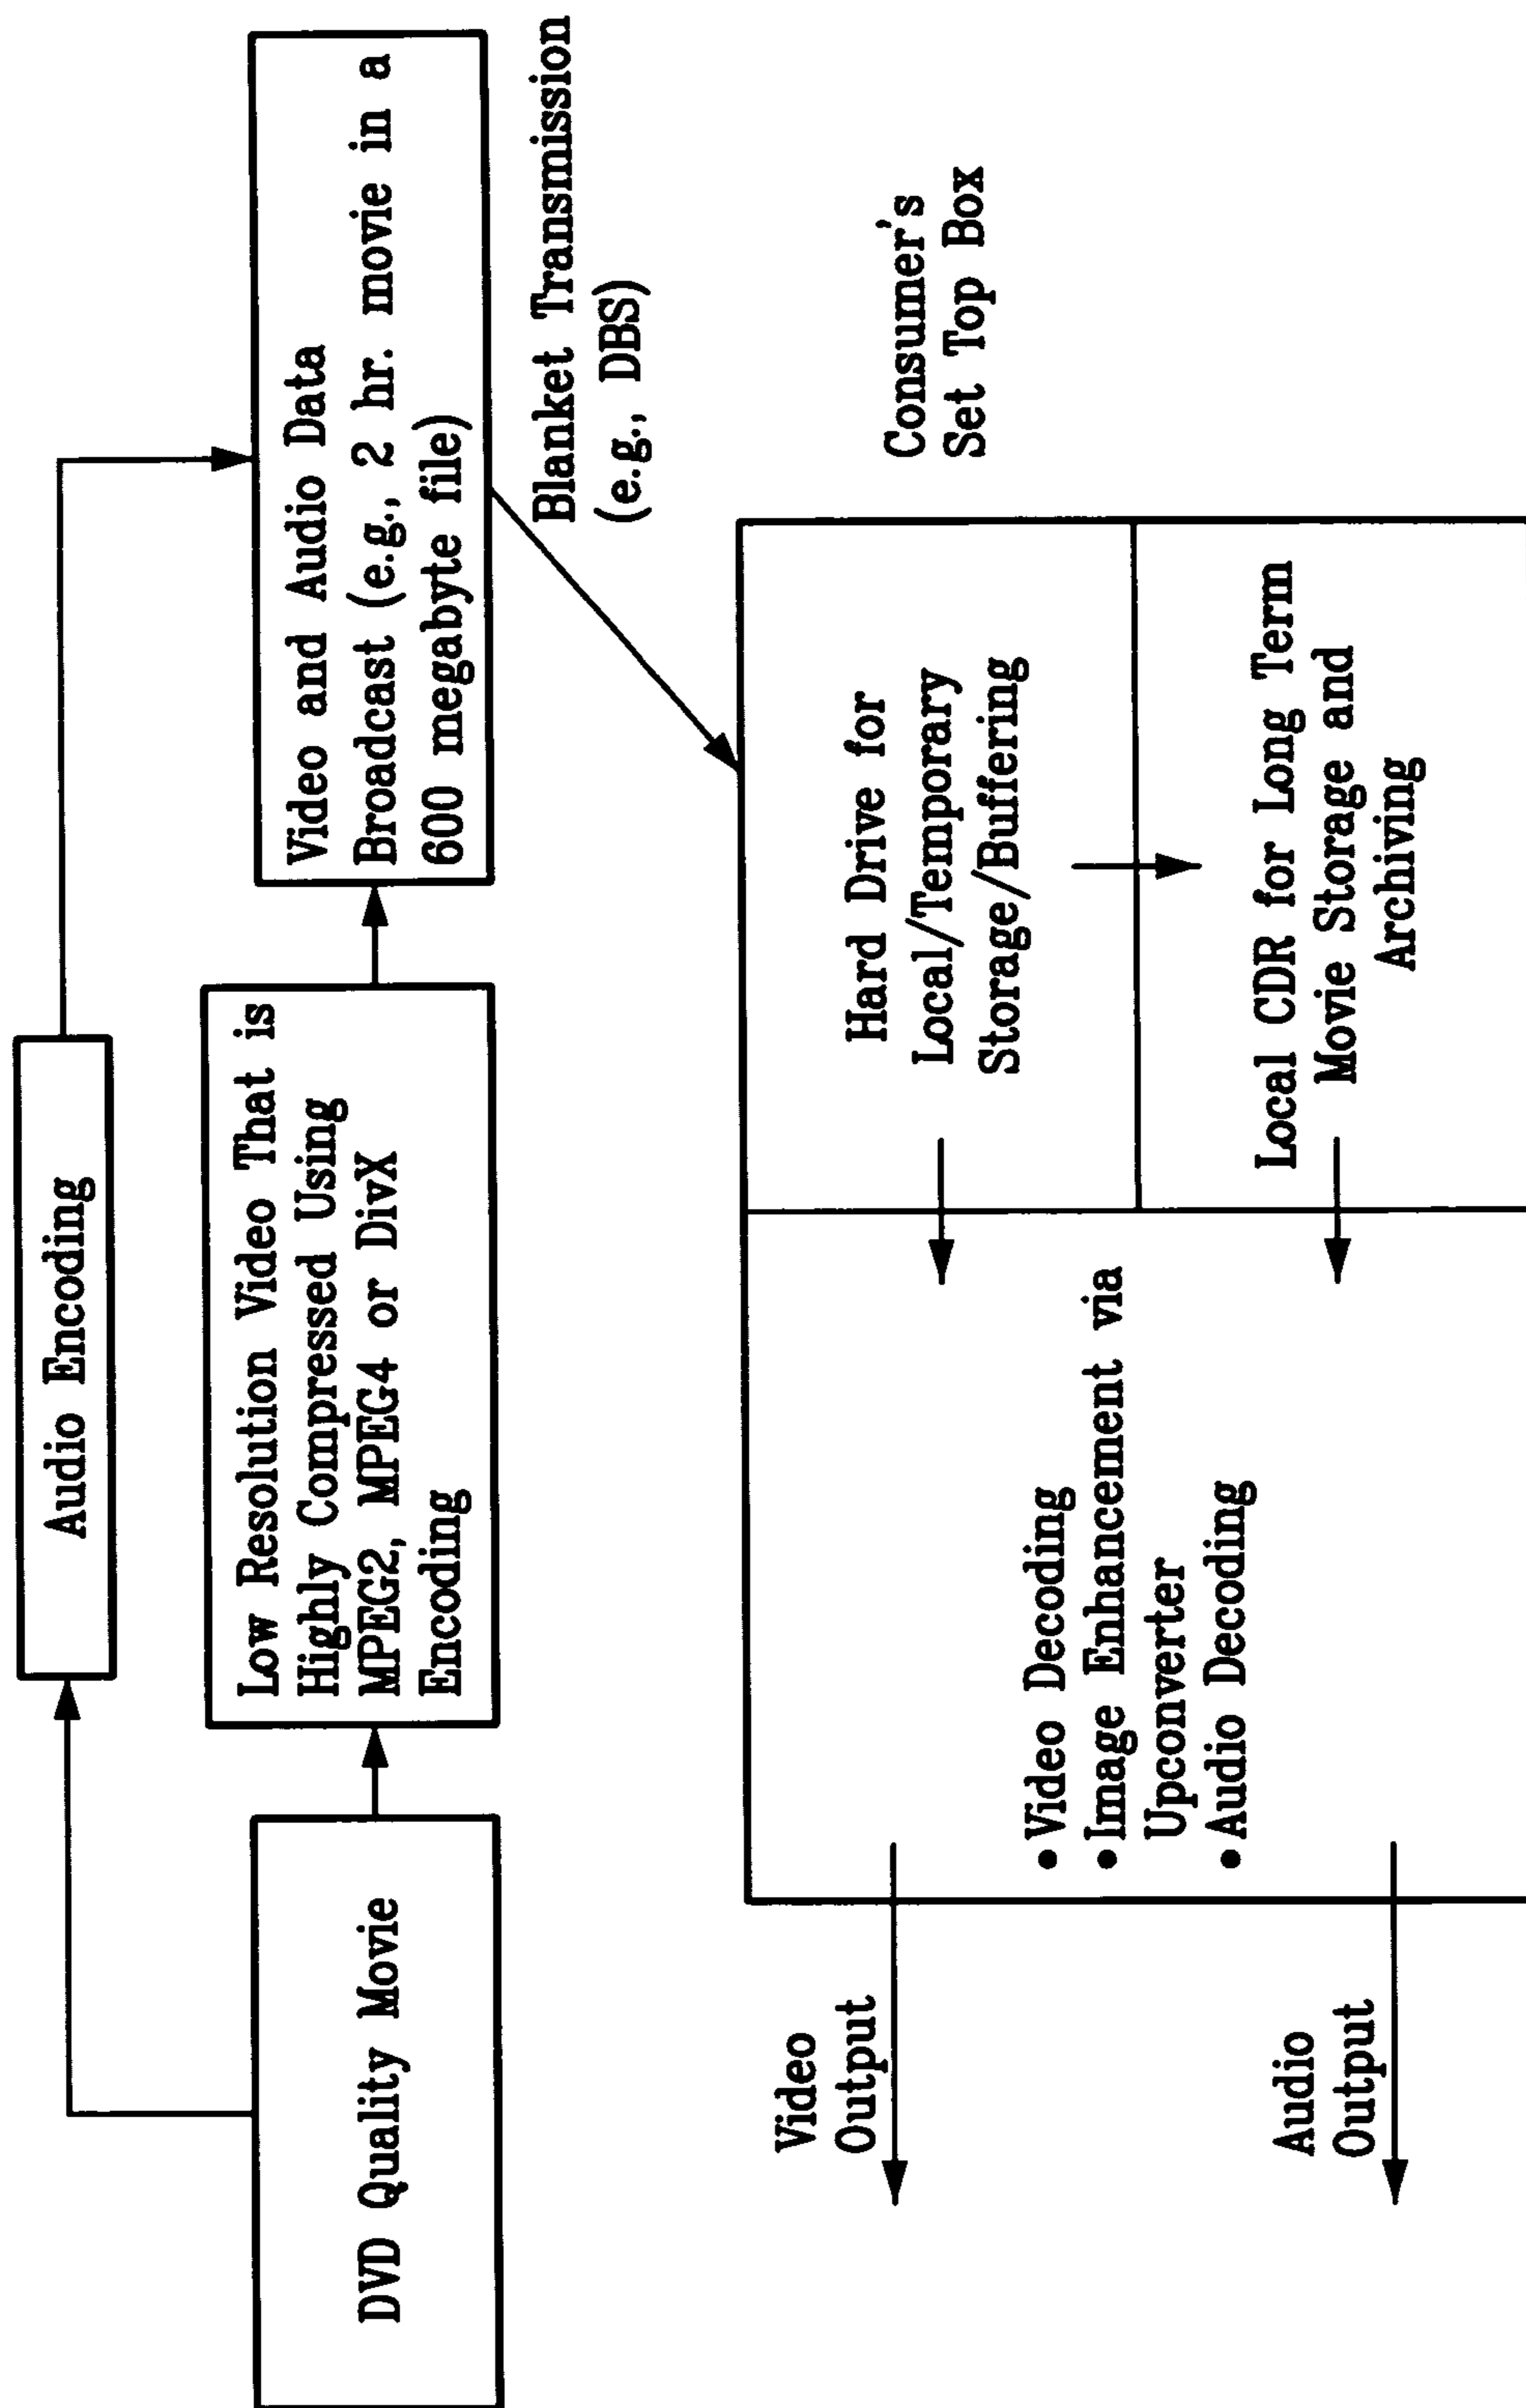 Audio Encoding
DVD Quality Movie
Low Resolution Video That is
Highly Compressed Using
MPEG2, MPEG4 or DivX
Encoding
Video and Audio Data
Broadcast (e.g., 2 hr. movie in a
600 megabyte file)
Blanket Transmission
(e.g., DBS)
Consumer's
Set Top Box
Hard Drive for
Local/Temporary
Storage/Buffering
Local CDR for Long Term
Movie Storage and
Archiving
• Video Decoding
• Image Enhancement via
Upconverter
• Audio Decoding
Video
Output
Audio
Output